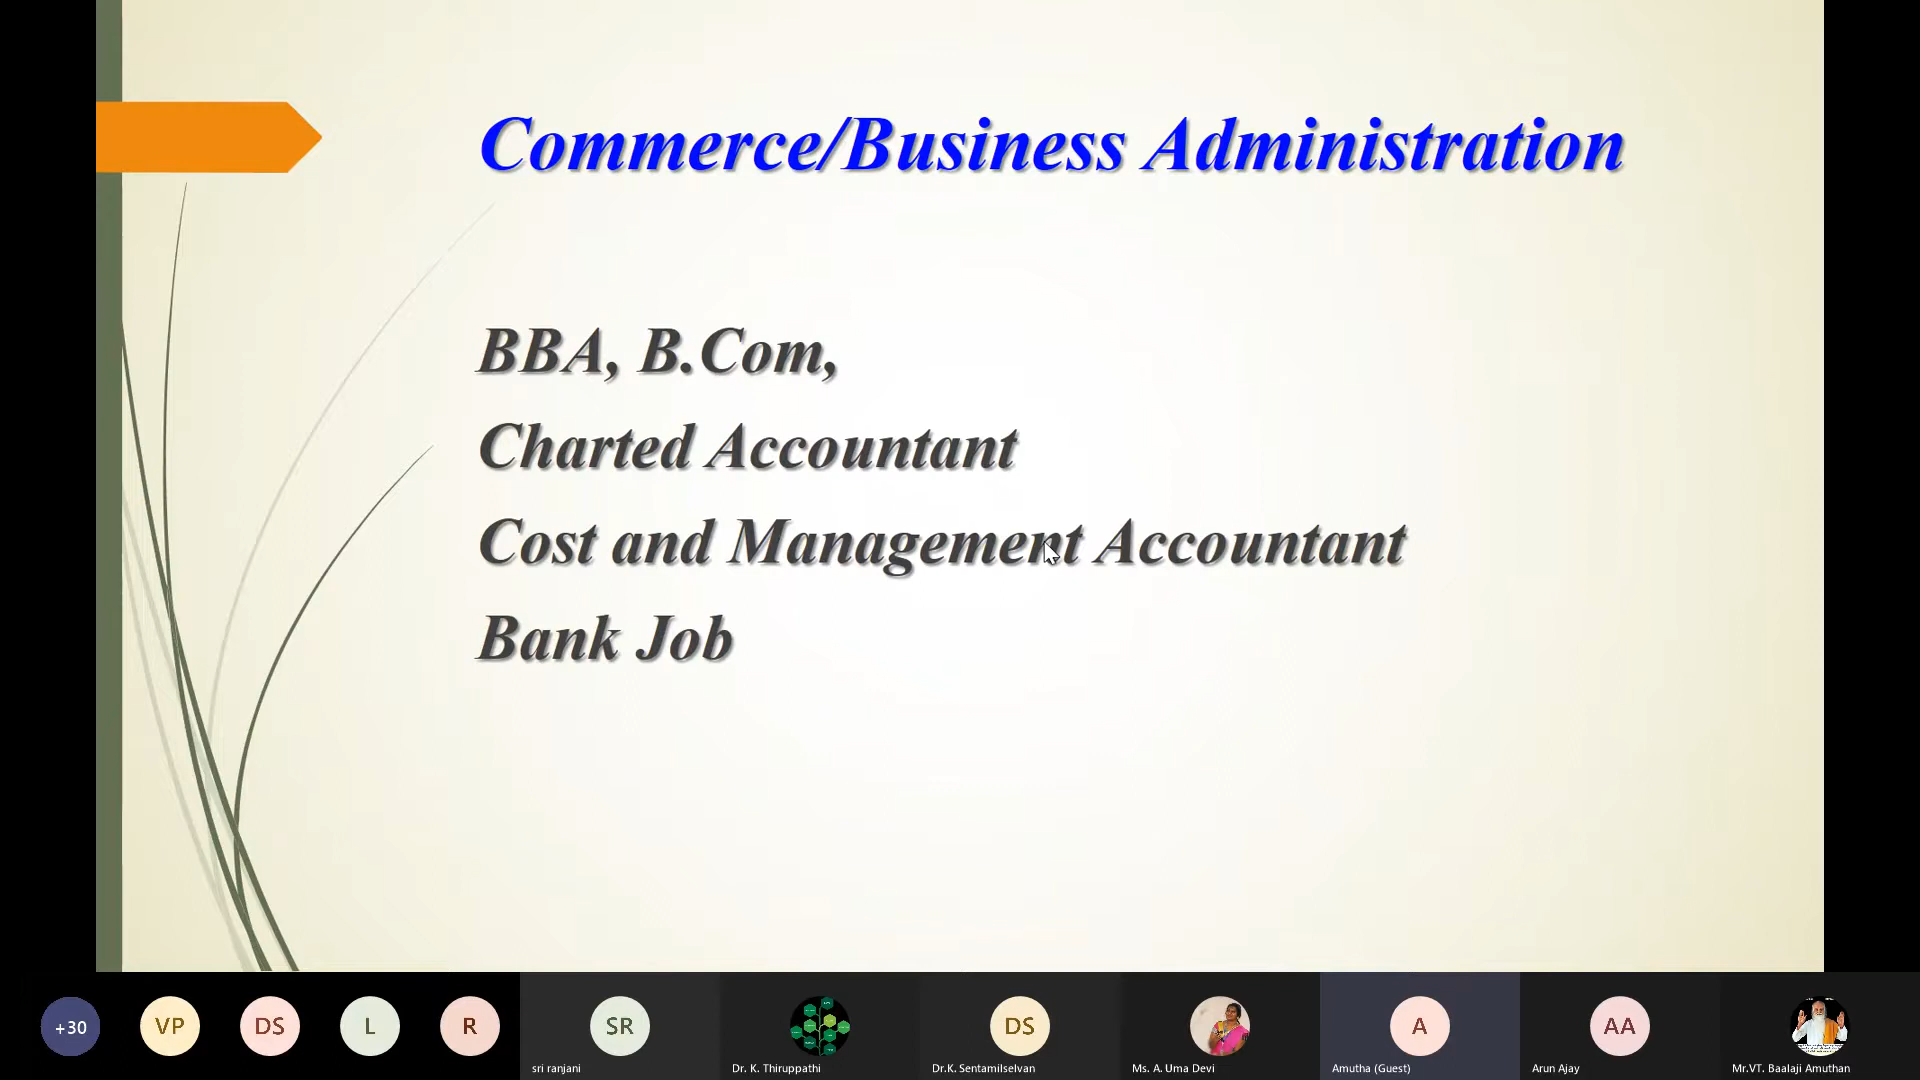 Commerce/Business Administration
BBA, B.Com,
Charted Accountant
Cost and Management Accountant
Bank Job
+30
VP
DS
L
R
SR
DS
A
AA
sri ranjani
Dr. K. Thiruppathi
Dr.K. Sentamilselvan
Ms. A. Uma Devi
Amutha (Guest)
Arun Ajay
Mr.VT. Baalaji Amuthan